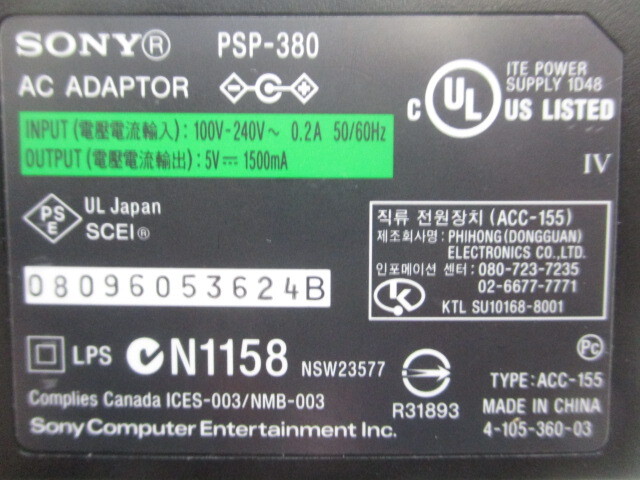 SONY® PSP-380
AC ADAPTOR
INPUT (電壓電流輸入): 100V-240V~ 0.2A 50/60Hz
OUTPUT (電壓電流輸出): 5V⎓ 1500mA
C UL US LISTED
ITE POWER
SUPPLY 1D48
IV
PSE
UL Japan
SCEI®
08096053624B
직류 전원장치 (ACC-155)
제조회사명: PHIHONG (DONGGUAN)
ELECTRONICS CO.,LTD.
인포메이션 센터: 080-723-7235
02-6677-7771
KTL SU10168-8001
LPS N1158 NSW23577
R31893
Pc
TYPE: ACC-155
MADE IN CHINA
4-105-360-03
Complies Canada ICES-003/NMB-003
Sony Computer Entertainment Inc.